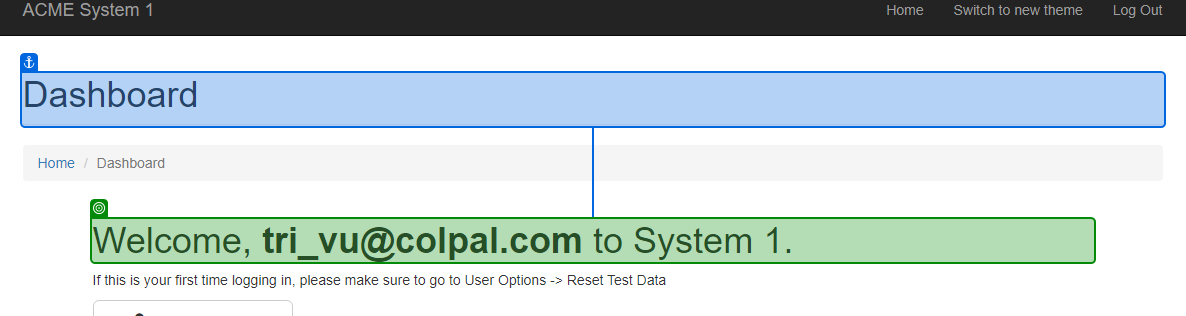 ACME System 1 Home Switch to new theme Log Out
Dashboard
Home / Dashboard
Welcome, tri_vu@colpal.com to System 1.
If this is your first time logging in, please make sure to go to User Options -> Reset Test Data